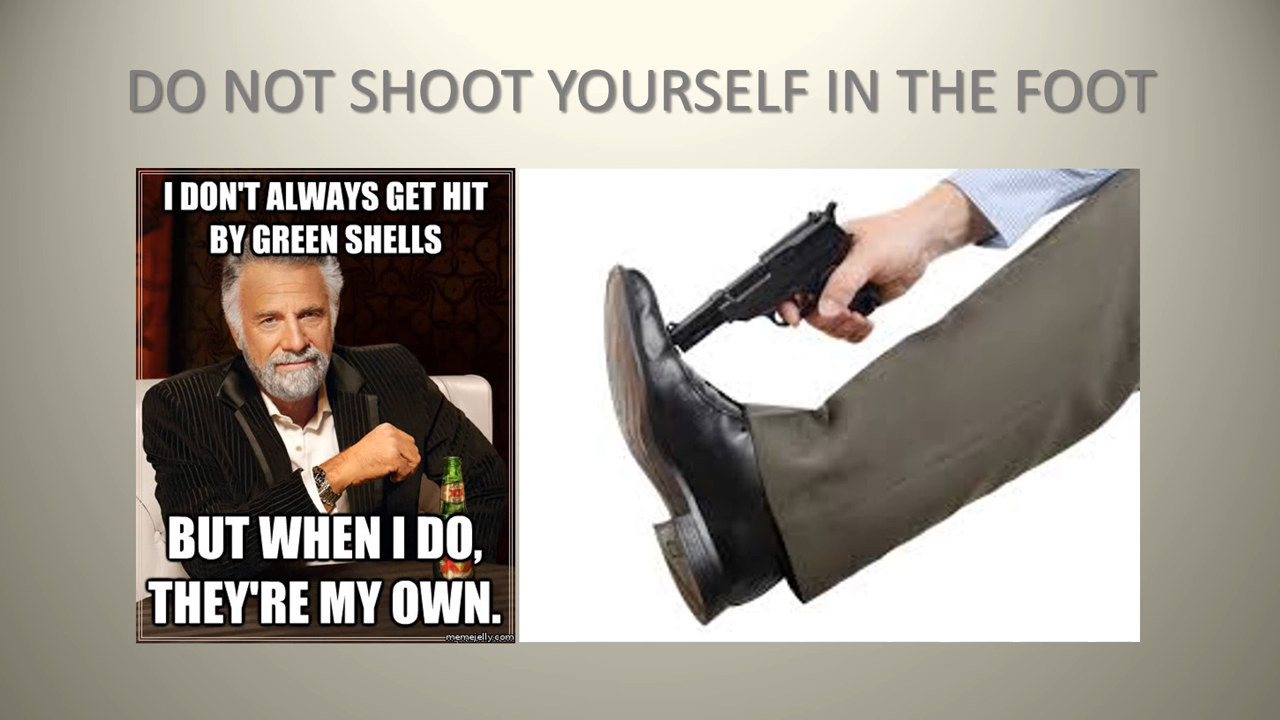 DO NOT SHOOT YOURSELF IN THE FOOT
I DON'T ALWAYS GET HIT
BY GREEN SHELLS
XX
BUT WHEN I DO,
THEY'RE MY OWN.
memejelly.com